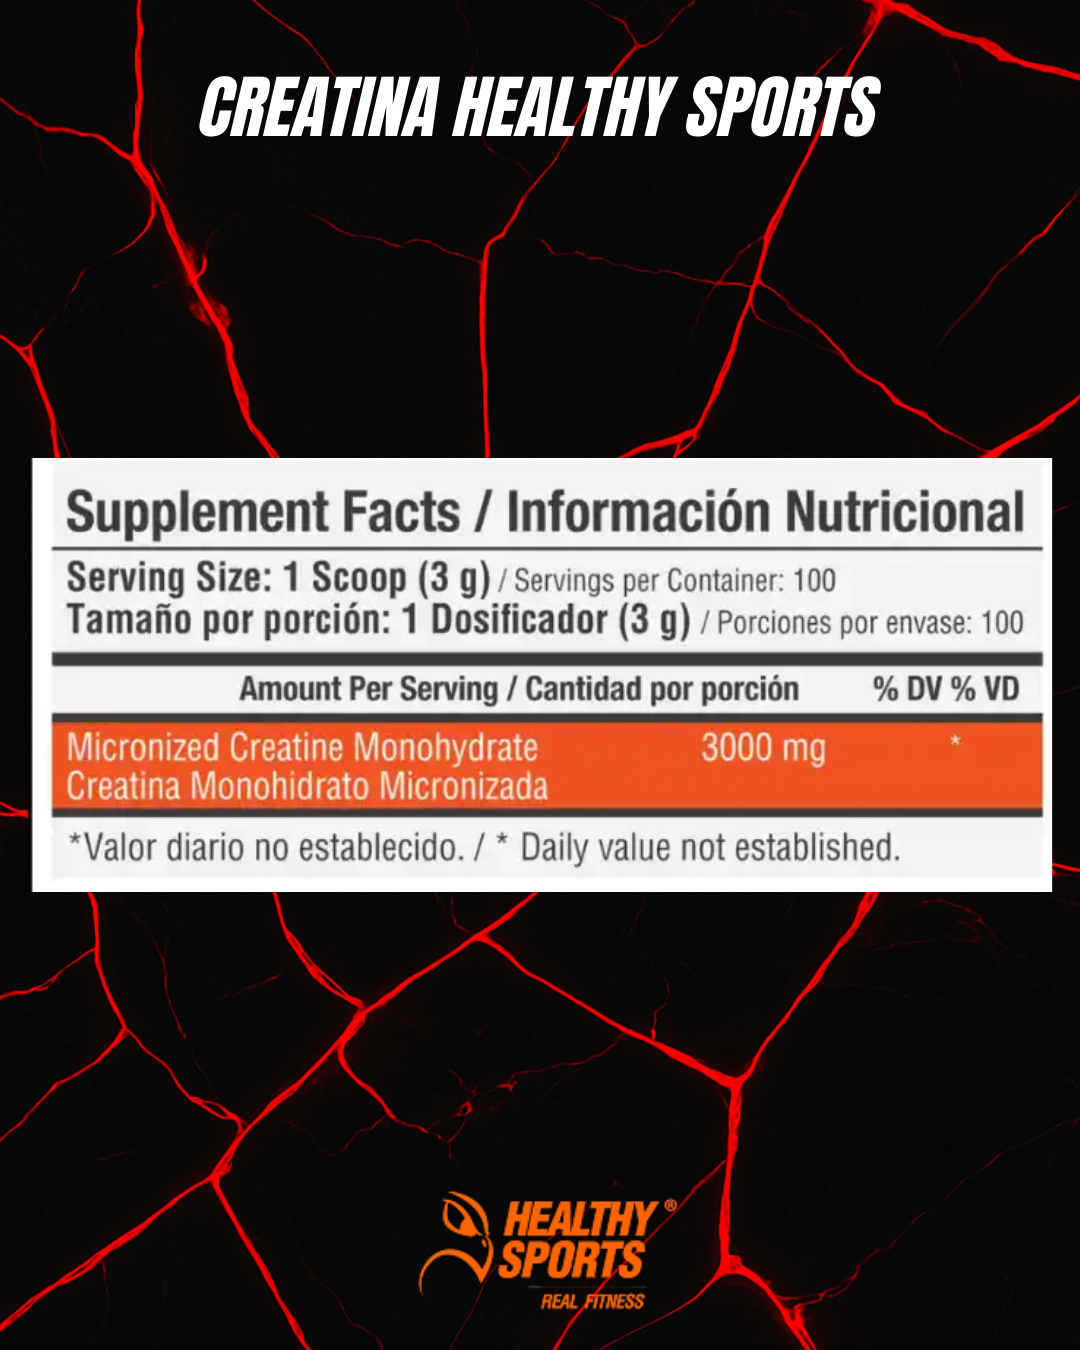 CREATINA HEALTHY SPORTS
Supplement Facts / Información Nutricional
Serving Size: 1 Scoop (3 g) / Servings per Container: 100
Tamaño por porción: 1 Dosificador (3 g) / Porciones por envase: 100
Amount Per Serving / Cantidad por porción % DV % VD
Micronized Creatine Monohydrate 3000 mg *
Creatina Monohidrato Micronizada
*Valor diario no establecido. / * Daily value not established.
HEALTHY ®
SPORTS
REAL FITNESS